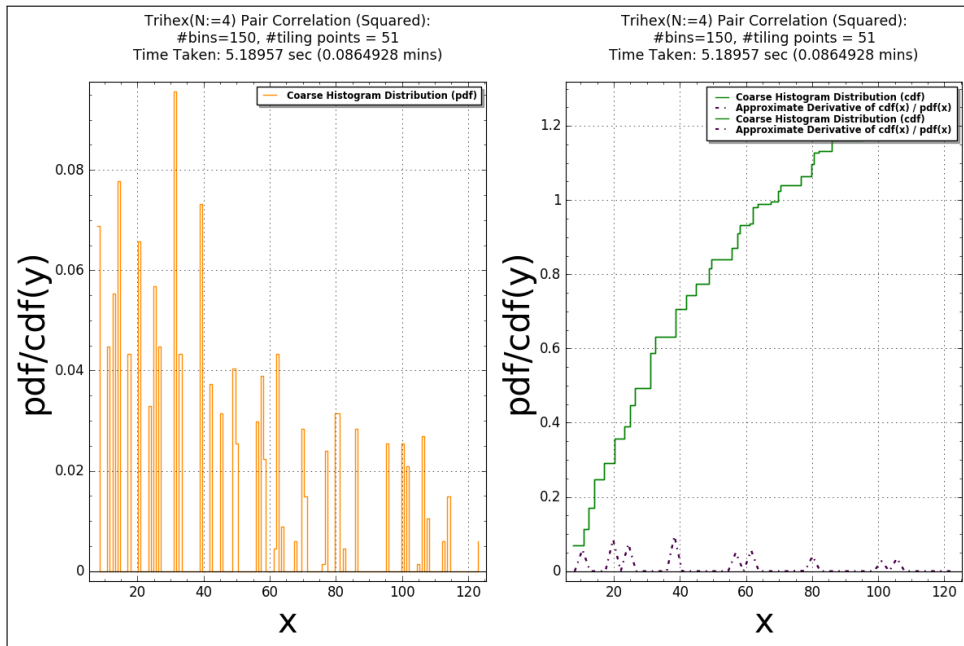 Trihex(N:=4) Pair Correlation (Squared):
#bins=150, #tiling points = 51
Time Taken: 5.18957 sec (0.0864928 mins)
Coarse Histogram Distribution (pdf)
0.08
0.06
0.04
0.02
0
pdf/cdf(y)
20
40
60
80
100
120
x
Trihex(N:=4) Pair Correlation (Squared):
#bins=150, #tiling points = 51
Time Taken: 5.18957 sec (0.0864928 mins)
Coarse Histogram Distribution (cdf)
Approximate Derivative of cdf(x) / pdf(x)
Coarse Histogram Distribution (cdf)
Approximate Derivative of cdf(x) / pdf(x)
1.2
1
0.8
0.6
0.4
0.2
0
pdf/cdf(y)
20
40
60
80
100
120
x